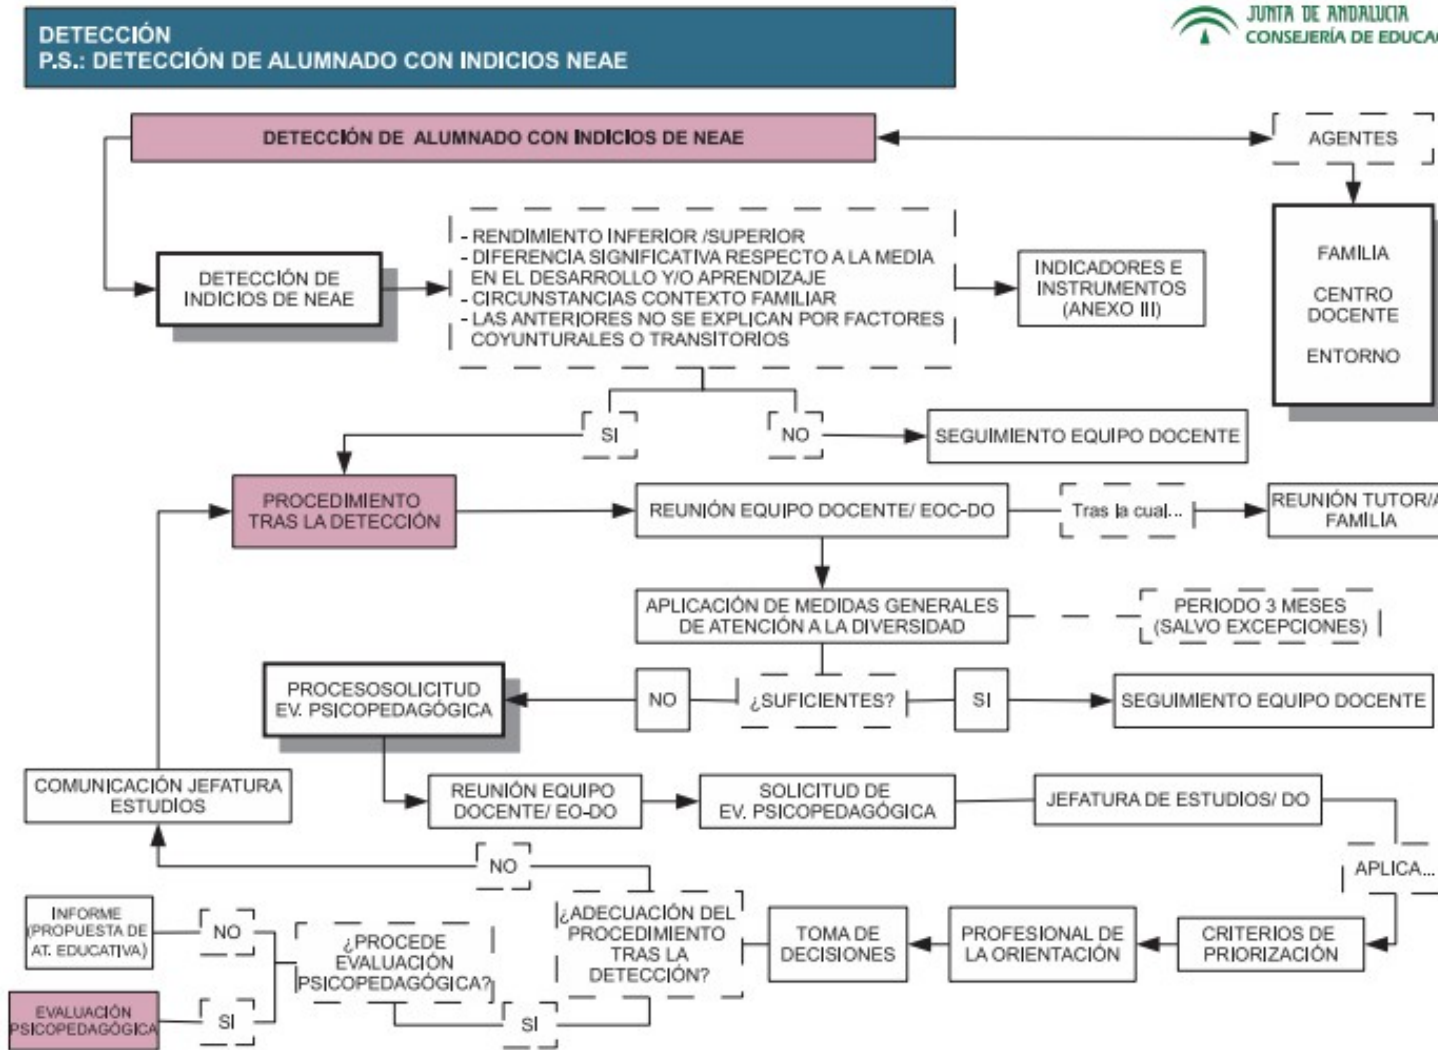 DETECCIÓN
P.S.: DETECCIÓN DE ALUMNADO CON INDICIOS NEAE
JUNTA DE ANDALUCIA
CONSEJERÍA DE EDUCA
DETECCIÓN DE ALUMNADO CON INDICIOS DE NEAE
AGENTES
DETECCIÓN DE
INDICIOS DE NEAE
- RENDIMIENTO INFERIOR /SUPERIOR
- DIFERENCIA SIGNIFICATIVA RESPECTO A LA MEDIA
EN EL DESARROLLO Y/O APRENDIZAJE
- CIRCUNSTANCIAS CONTEXTO FAMILIAR
- LAS ANTERIORES NO SE EXPLICAN POR FACTORES
COYUNTURALES O TRANSITORIOS
INDICADORES E
INSTRUMENTOS
(ANEXO III)
FAMILIA
CENTRO
DOCENTE
ENTORNO
SI
NO
SEGUIMIENTO EQUIPO DOCENTE
PROCEDIMIENTO
TRAS LA DETECCIÓN
REUNIÓN EQUIPO DOCENTE/ EOC-DO
Tras la cual...
REUNIÓN TUTOR/A
FAMILIA
APLICACIÓN DE MEDIDAS GENERALES
DE ATENCIÓN A LA DIVERSIDAD
PERIODO 3 MESES
(SALVO EXCEPCIONES)
PROCESOSOLICITUD
EV. PSICOPEDAGÓGICA
NO
¿SUFICIENTES?
SI
SEGUIMIENTO EQUIPO DOCENTE
COMUNICACIÓN JEFATURA
ESTUDIOS
REUNIÓN EQUIPO
DOCENTE/ EO-DO
SOLICITUD DE
EV. PSICOPEDAGÓGICA
JEFATURA DE ESTUDIOS/ DO
NO
APLICA...
INFORME
(PROPUESTA DE
AT. EDUCATIVA)
NO
¿PROCEDE
EVALUACIÓN
PSICOPEDAGÓGICA?
¿ADECUACIÓN DEL
PROCEDIMIENTO
TRAS LA
DETECCIÓN?
TOMA DE
DECISIONES
PROFESIONAL DE
LA ORIENTACIÓN
CRITERIOS DE
PRIORIZACIÓN
EVALUACIÓN
PSICOPEDAGÓGICA
SI
SI